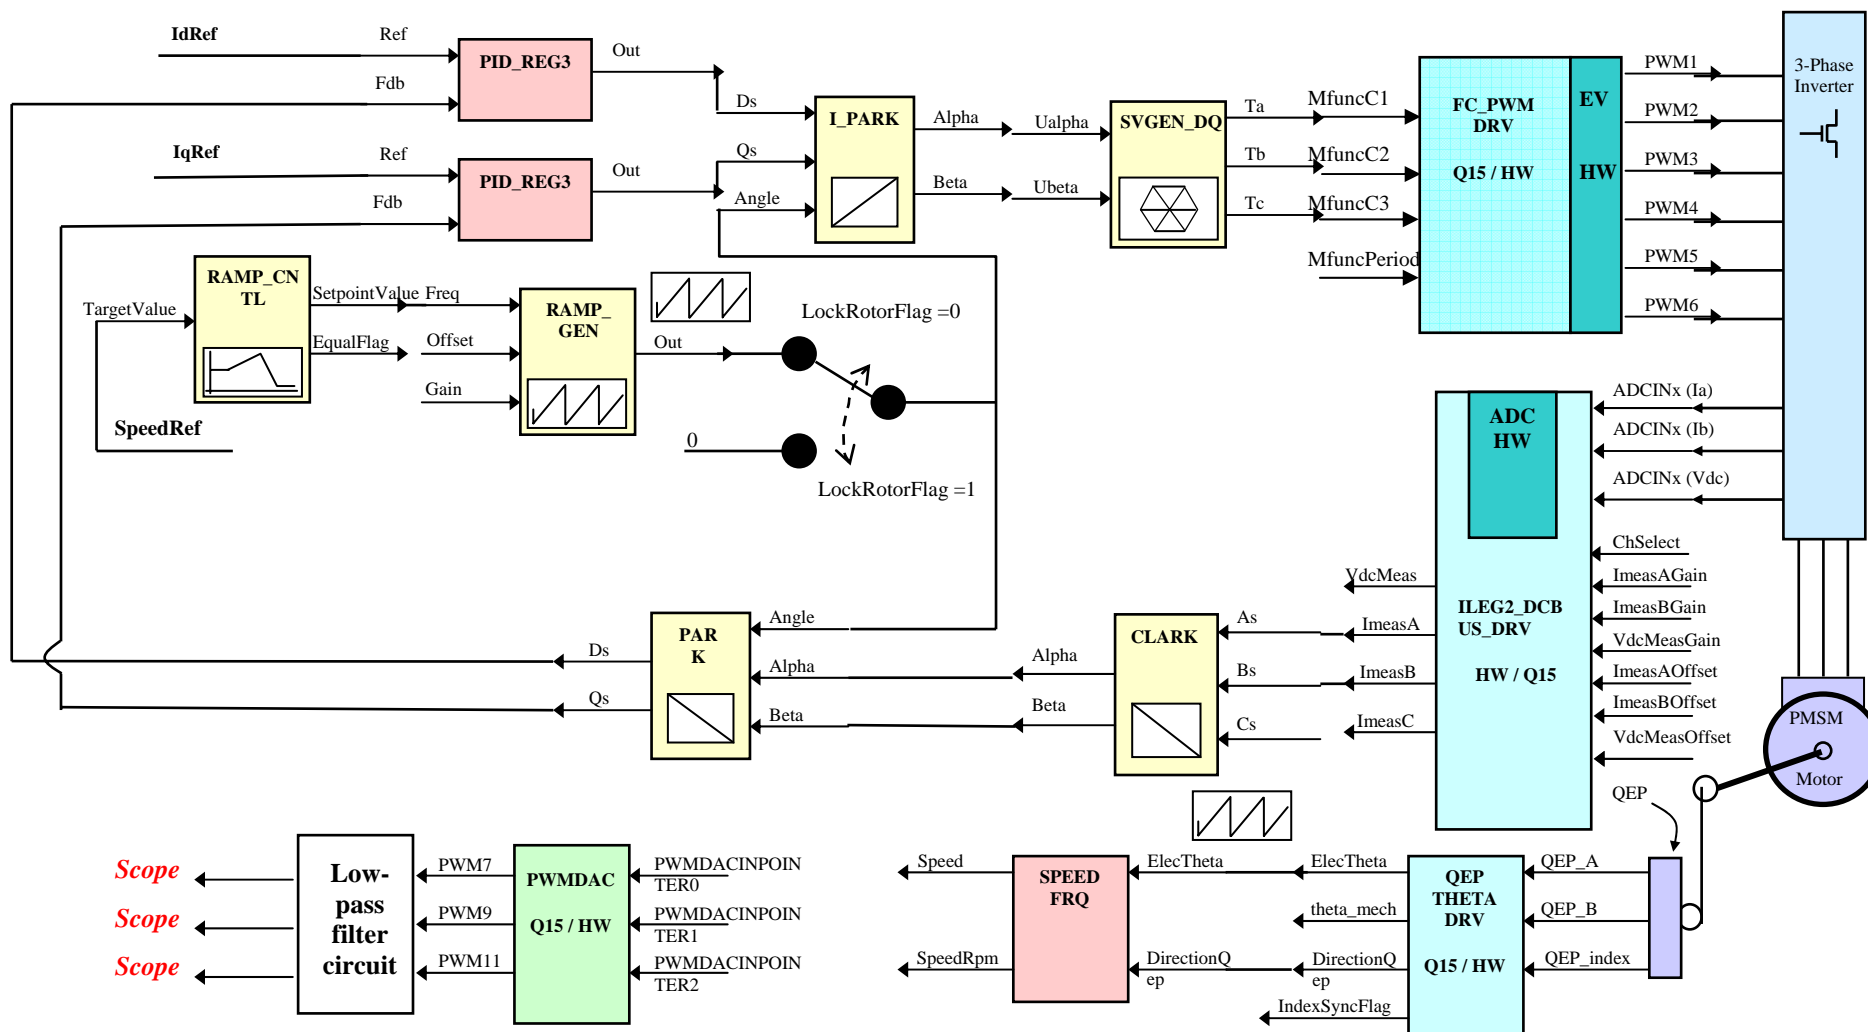 IdRef
Ref
Fdb
PID_REG3
Out
IqRef
Ref
Fdb
PID_REG3
Out
Ds
Qs
Angle
I_PARK
Alpha
Beta
Ualpha
Ubeta
SVGEN_DQ
Ta
Tb
Tc
MfuncC1
MfuncC2
MfuncC3
MfuncPeriod
FC_PWM
DRV
Q15 / HW
EV
HW
PWM1
PWM2
PWM3
PWM4
PWM5
PWM6
3-Phase
Inverter
TargetValue
SpeedRef
RAMP_CN
TL
SetpointValue
EqualFlag
Freq
Offset
Gain
RAMP_
GEN
Out
0
LockRotorFlag =0
LockRotorFlag =1
ADC
HW
ILEG2_DCB
US_DRV
HW / Q15
ADCINx (Ia)
ADCINx (Ib)
ADCINx (Vdc)
ChSelect
ImeasAGain
ImeasBGain
VdcMeasGain
ImeasAOffset
ImeasBOffset
VdcMeasOffset
VdcMeas
ImeasA
ImeasB
ImeasC
As
Bs
Cs
CLARK
Alpha
Beta
Angle
Alpha
Beta
PAR
K
Ds
Qs
PMSM
Motor
QEP
Scope
Scope
Scope
Low-
pass
filter
circuit
PWM7
PWM9
PWM11
PWMDAC
Q15 / HW
PWMDACINPOIN
TER0
PWMDACINPOIN
TER1
PWMDACINPOIN
TER2
Speed
SpeedRpm
SPEED
FRQ
ElecTheta
DirectionQ
ep
ElecTheta
theta_mech
DirectionQ
ep
IndexSyncFlag
QEP
THETA
DRV
Q15 / HW
QEP_A
QEP_B
QEP_index